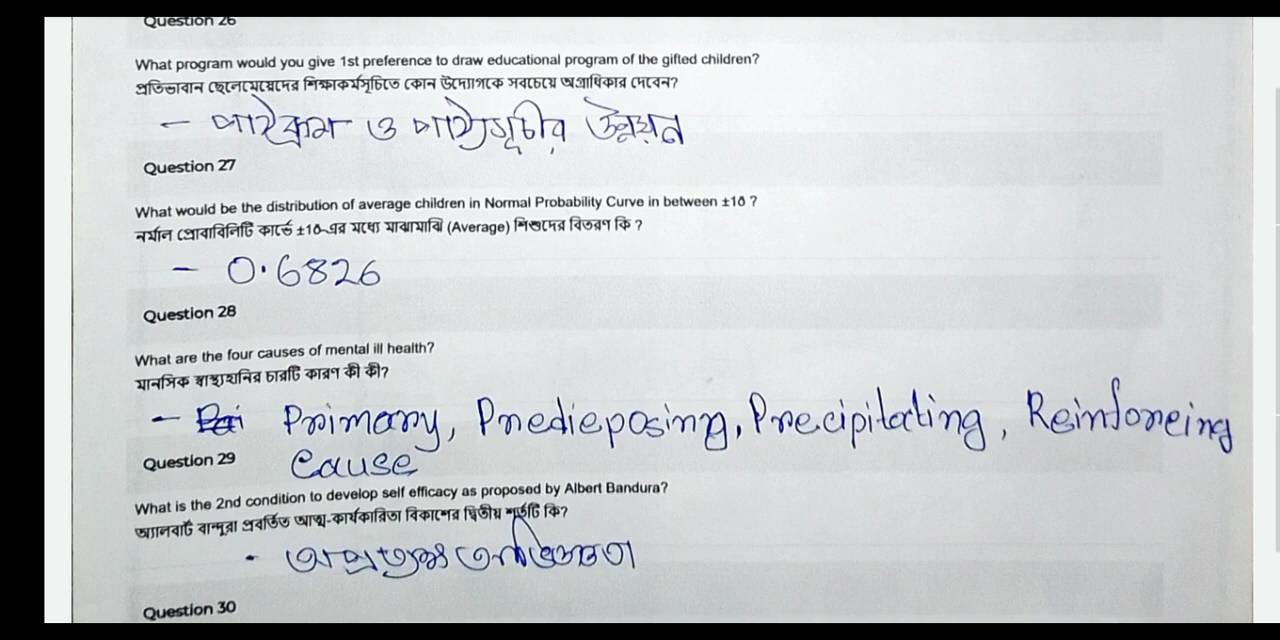 Question 26
What program would you give 1st preference to draw educational program of the gifted children?
প্রতিভাবান ছেলেমেয়েদের শিক্ষাকর্মসূচিতে কোন উদ্যোগকে সবচেয়ে অগ্রাধিকার দেবেন?
- পাঠক্রম ও পাঠ্যসূচীর উন্নয়ন
Question 27
What would be the distribution of average children in Normal Probability Curve in between ±1δ ?
নর্মাল প্রোবাবিলিটি কার্ভে ±1δ-এর মধ্যে মাঝামাঝি (Average) শিশুদের বিতরণ কি ?
- 0.6826
Question 28
What are the four causes of mental ill health?
মানসিক স্বাস্থ্যহানির চারটি কারণ কী কী?
- Primary, Predieposing, Precipitating, Reinforceing
Question 29 cause
What is the 2nd condition to develop self efficacy as proposed by Albert Bandura?
অ্যালবার্ট বান্দুরা প্রবর্তিত আত্ম-কার্যকারিতা বিকাশের দ্বিতীয় শর্তটি কি?
- অপ্রত্যক্ষ অভিজ্ঞতা
Question 30